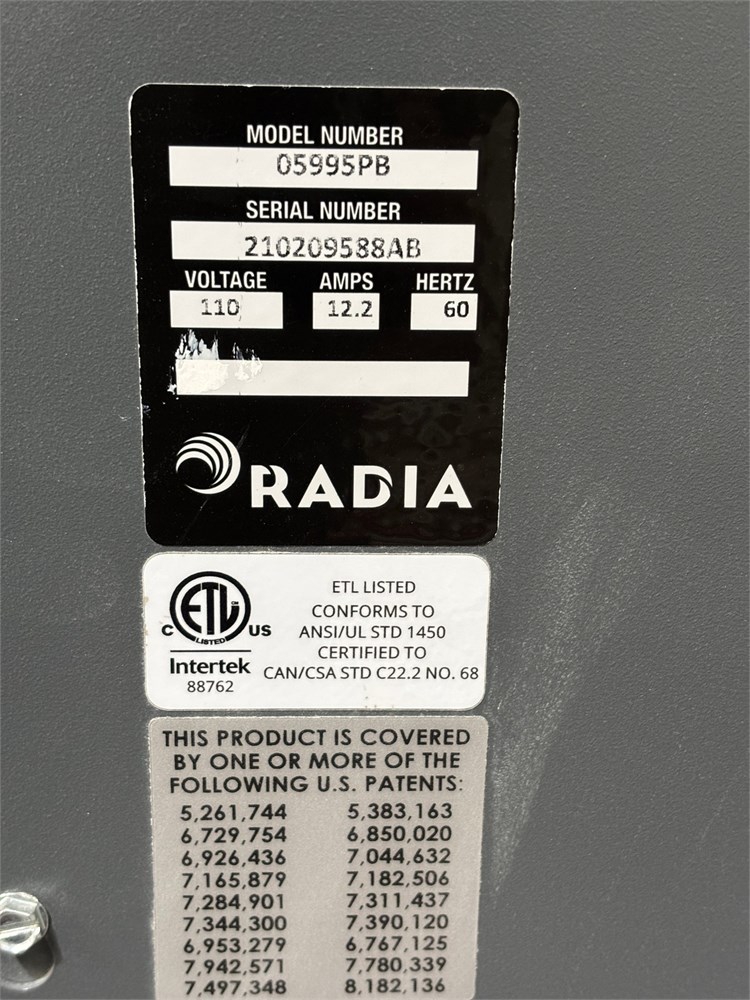 MODEL NUMBER
05995PB
SERIAL NUMBER
210209588AB
VOLTAGE AMPS HERTZ
110 12.2 60
RADIA
ETL
CM
LISTED
C US
Intertek
88762
ETL LISTED
CONFORMS TO
ANSI/UL STD 1450
CERTIFIED TO
CAN/CSA STD C22.2 NO. 68
THIS PRODUCT IS COVERED
BY ONE OR MORE OF THE
FOLLOWING U.S. PATENTS:
5,261,744 5,383,163
6,729,754 6,850,020
6,926,436 7,044,632
7,165,879 7,182,506
7,284,901 7,311,437
7,344,300 7,390,120
6,953,279 6,767,125
7,942,571 7,780,339
7,497,348 8,182,136